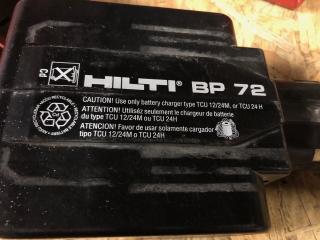 HILTI® BP 72
CAUTION! Use only battery charger type TCU 12/24M, or TCU 24 H
ATTENTION! Utilisez seulement le chargeur de batterie
du type TCU 12/24M ou TCU 24H
ATENCION! Favor de usar solamente cargador
tipo TCU 12/24M o TCU 24H